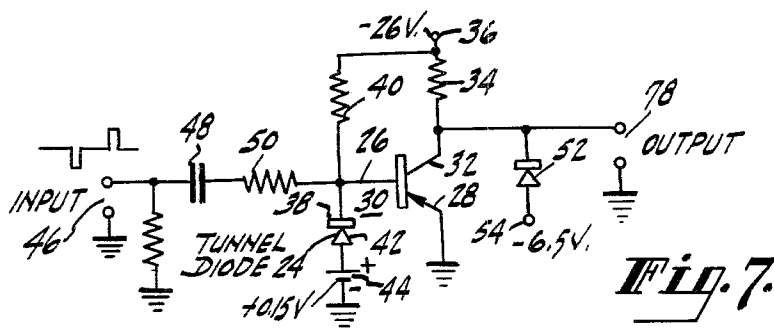 -26V. 36
40 34
48 50 26 32 78
OUTPUT
INPUT
46
38 30 28 52
TUNNEL
DIODE 24 42
44 + -
+0.15V
54 -6.5V.
Fig. 7.